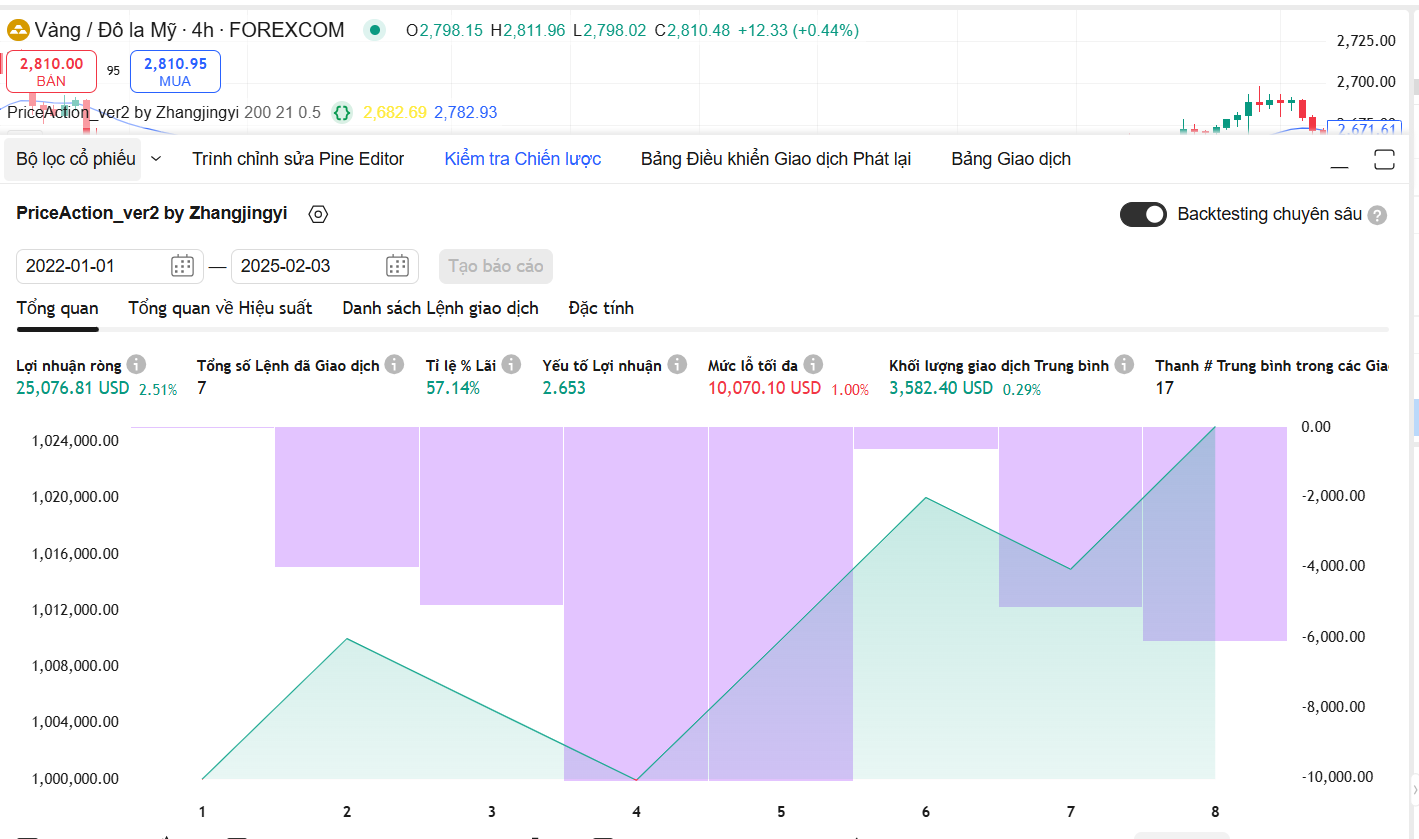 Vàng / Đô la Mỹ · 4h · FOREXCOM O2,798.15 H2,811.96 L2,798.02 C2,810.48 +12.33 (+0.44%)
2,725.00
2,810.00 95 2,810.95
BÁN MUA
2,700.00
PriceAction_ver2 by Zhangjingyi 200 21 0.5 {} 2,682.69 2,782.93
2,671.61
Bộ lọc cổ phiếu Trình chỉnh sửa Pine Editor Kiểm tra Chiến lược Bảng Điều khiển Giao dịch Phát lại Bảng Giao dịch
PriceAction_ver2 by Zhangjingyi Backtesting chuyên sâu ?
2022-01-01 — 2025-02-03 Tạo báo cáo
Tổng quan Tổng quan về Hiệu suất Danh sách Lệnh giao dịch Đặc tính
Lợi nhuận ròng Tổng số Lệnh đã Giao dịch Tỉ lệ % Lãi Yếu tố Lợi nhuận Mức lỗ tối đa Khối lượng giao dịch Trung bình Thanh # Trung bình trong các Gia
25,076.81 USD 2.51% 7 57.14% 2.653 10,070.10 USD 1.00% 3,582.40 USD 0.29% 17
1,024,000.00 0.00
1,020,000.00 -2,000.00
1,016,000.00 -4,000.00
1,012,000.00 -6,000.00
1,008,000.00 -8,000.00
1,004,000.00
1,000,000.00 -10,000.00
1 2 3 4 5 6 7 8